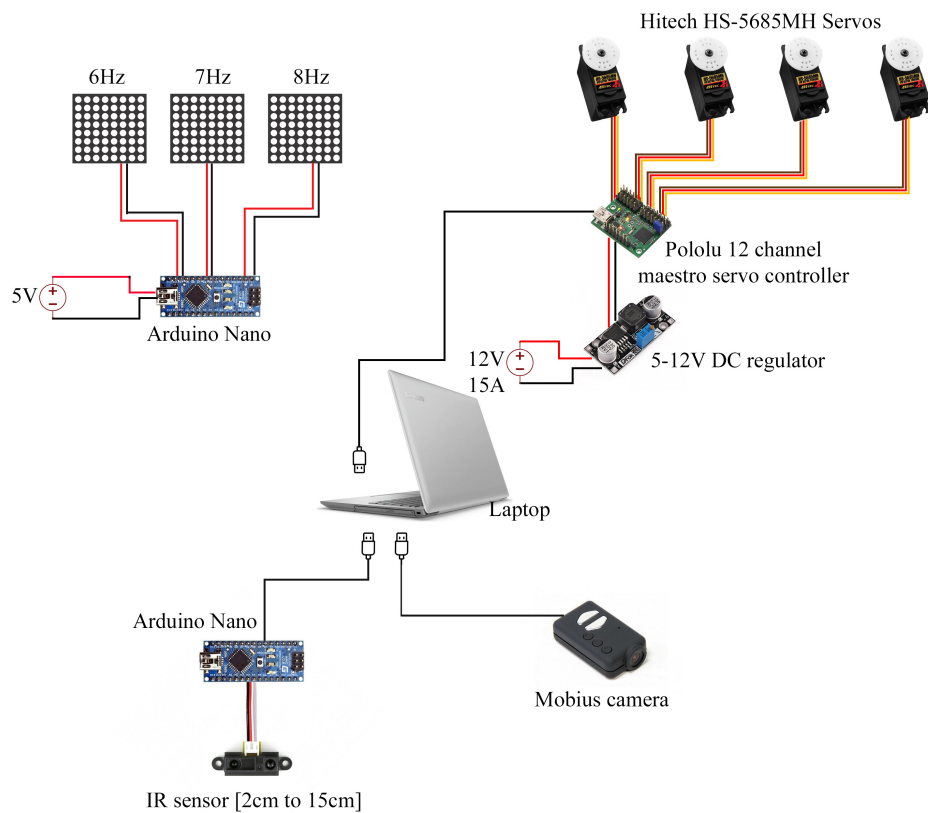 Hitech HS-5685MH Servos
6Hz
7Hz
8Hz
Pololu 12 channel
maestro servo controller
5V
Arduino Nano
12V
15A
5-12V DC regulator
Laptop
Arduino Nano
Mobius camera
IR sensor [2cm to 15cm]